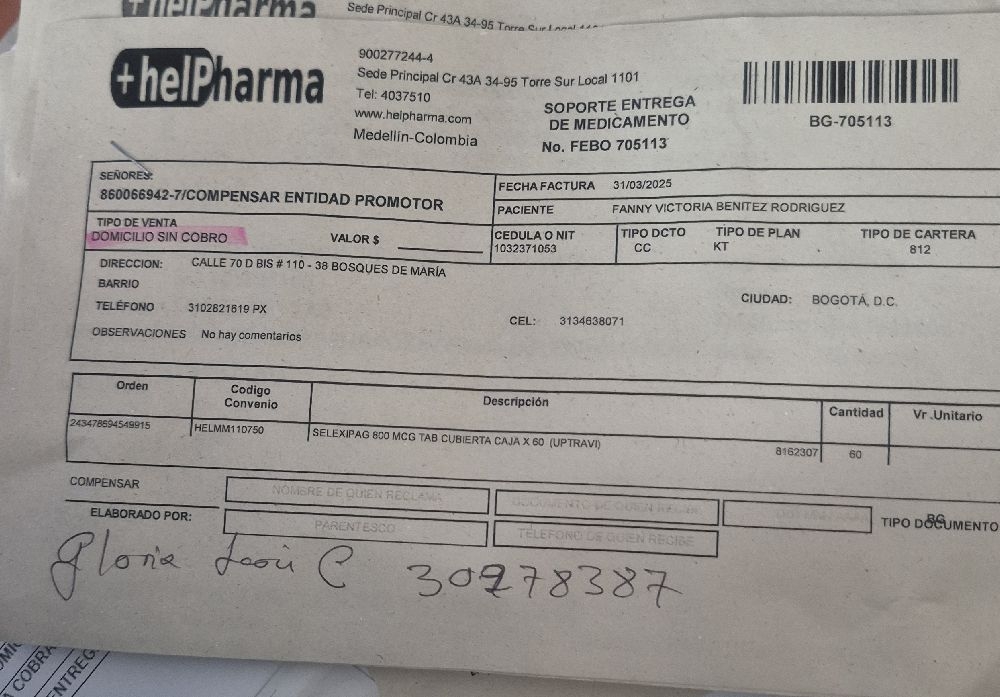 +helPharma
Sede Principal Cr 43A 34-95 Torre Sur Local
+helPharma
900277244-4
Sede Principal Cr 43A 34-95 Torre Sur Local 1101
Tel: 4037510
www.helpharma.com
Medellín-Colombia
SOPORTE ENTREGA
DE MEDICAMENTO
No. FEBO 705113
BG-705113
SEÑORES:
860066942-7/COMPENSAR ENTIDAD PROMOTOR
FECHA FACTURA 31/03/2025
PACIENTE FANNY VICTORIA BENITEZ RODRIGUEZ
TIPO DE VENTA
DOMICILIO SIN COBRO
VALOR $
CEDULA O NIT
1032371053
TIPO DCTO
CC
TIPO DE PLAN
KT
TIPO DE CARTERA
812
DIRECCION: CALLE 70 D BIS # 110 - 38 BOSQUES DE MARÍA
BARRIO
CIUDAD: BOGOTÁ, D.C.
TELÉFONO 3102821619 PX
CEL: 3134638071
OBSERVACIONES No hay comentarios
Orden Codigo Convenio Descripción Cantidad Vr .Unitario
243478594549915 HELMM110750 SELEXIPAG 800 MCG TAB CUBIERTA CAJA X 60 (UPTRAVI) 8162307 60
COMPENSAR
NOMBRE DE QUIEN RECLAMA
DOCUMENTO DE QUIEN RECIBE
ELABORADO POR:
PARENTESCO
TELEFONO DE QUIEN RECIBE
BG
TIPO DOCUMENTO
Gloria León C 30278387
COBRA
ENTREG